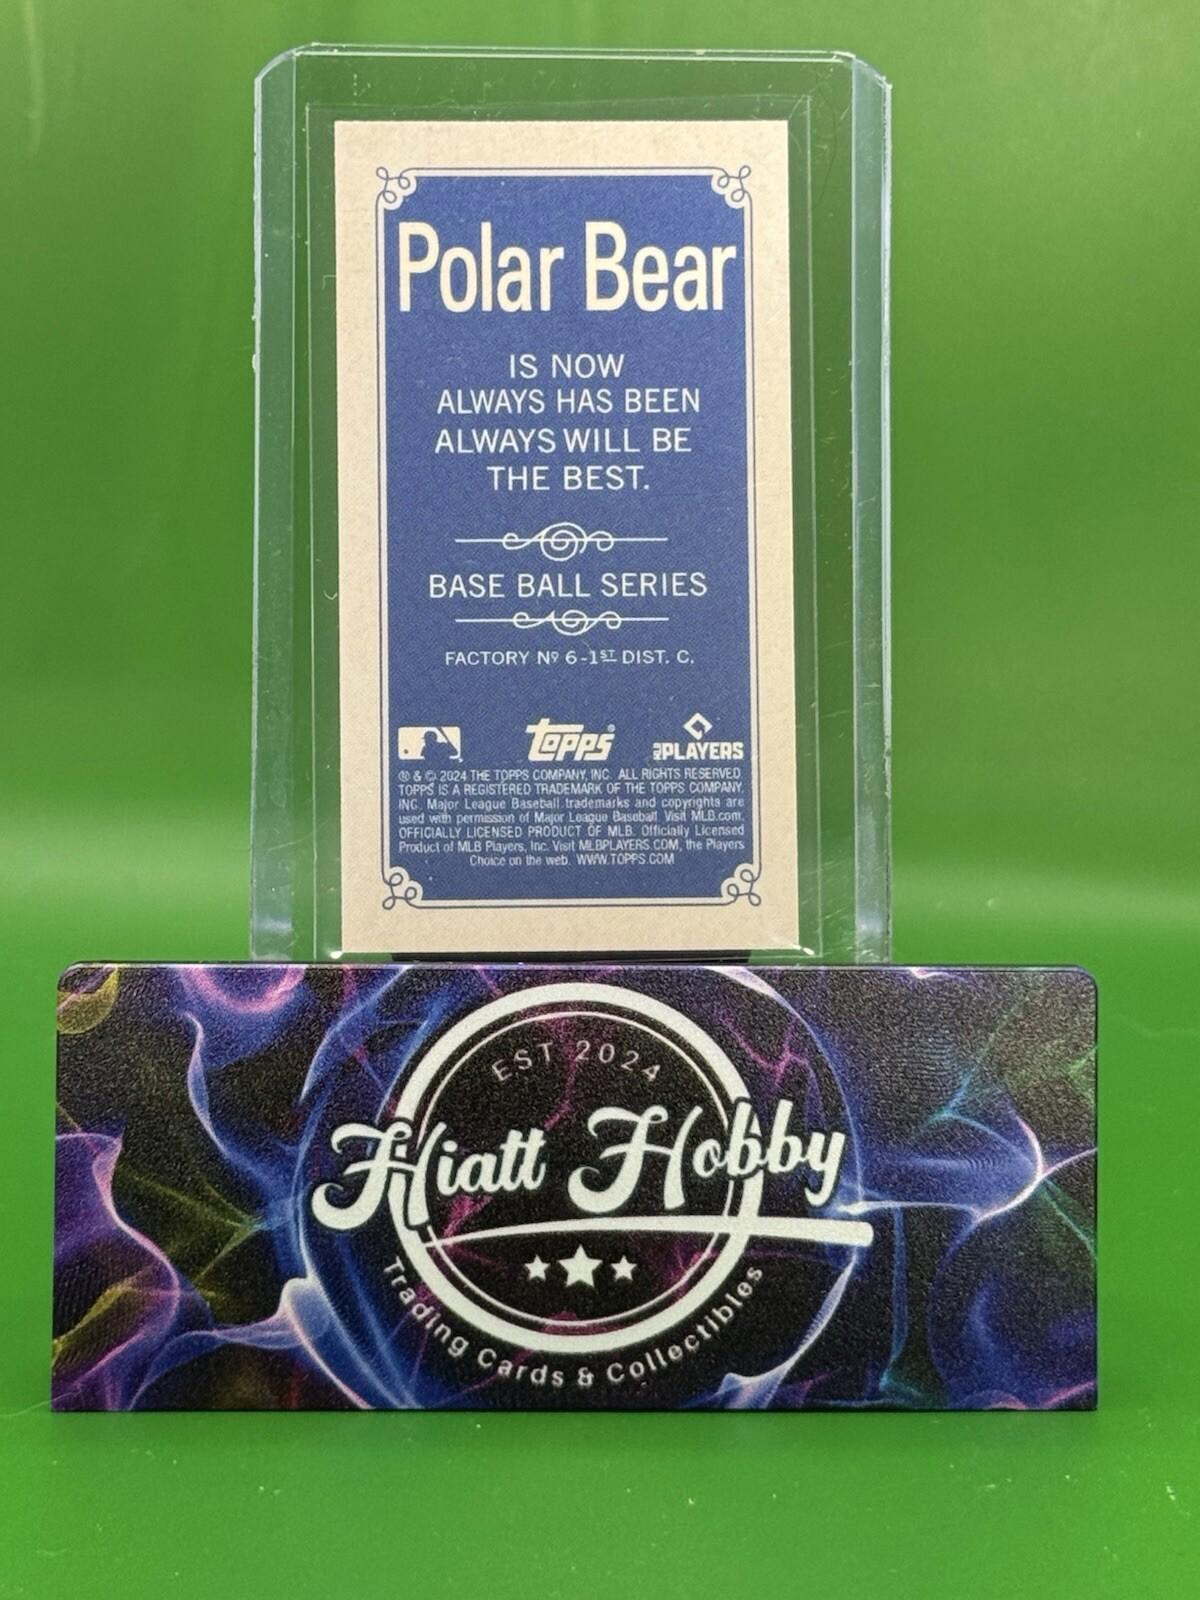 Polar Bear
IS NOW
ALWAYS HAS BEEN
ALWAYS WILL BE
THE BEST.
BASE BALL SERIES
FACTORY Nº 6-1ST DIST. C.
topps®
MLB PLAYERS
® & © 2024 THE TOPPS COMPANY, INC. ALL RIGHTS RESERVED.
TOPPS IS A REGISTERED TRADEMARK OF THE TOPPS COMPANY,
INC. Major League Baseball trademarks and copyrights are
used with permission of Major League Baseball. Visit MLB.com.
OFFICIALLY LICENSED PRODUCT OF MLB. Officially Licensed
Product of MLB Players, Inc. Visit MLBPLAYERS.COM, the Players
Choice on the web. WWW.TOPPS.COM
EST 2024
Hiatt Hobby
Trading Cards & Collectibles